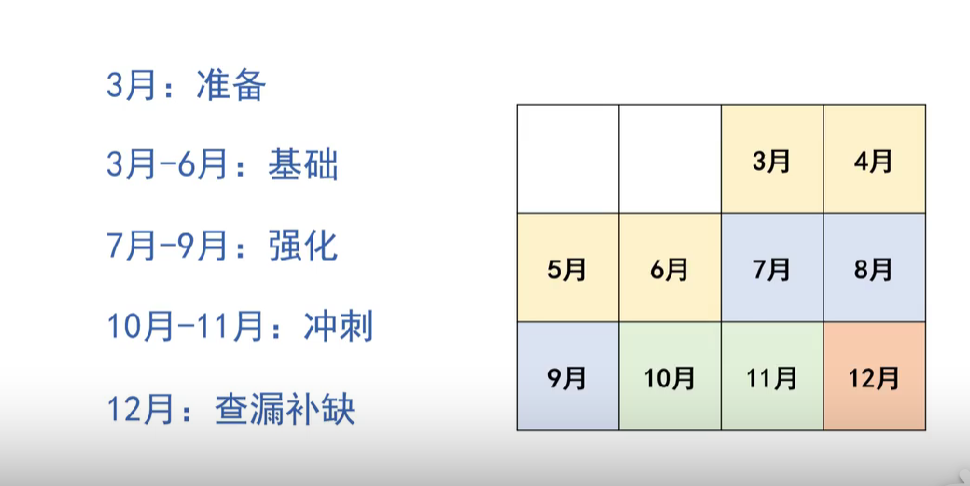 3月：准备
3月-6月：基础
7月-9月：强化
10月-11月：冲刺
12月：查漏补缺
3月 4月
5月 6月 7月 8月
9月 10月 11月 12月